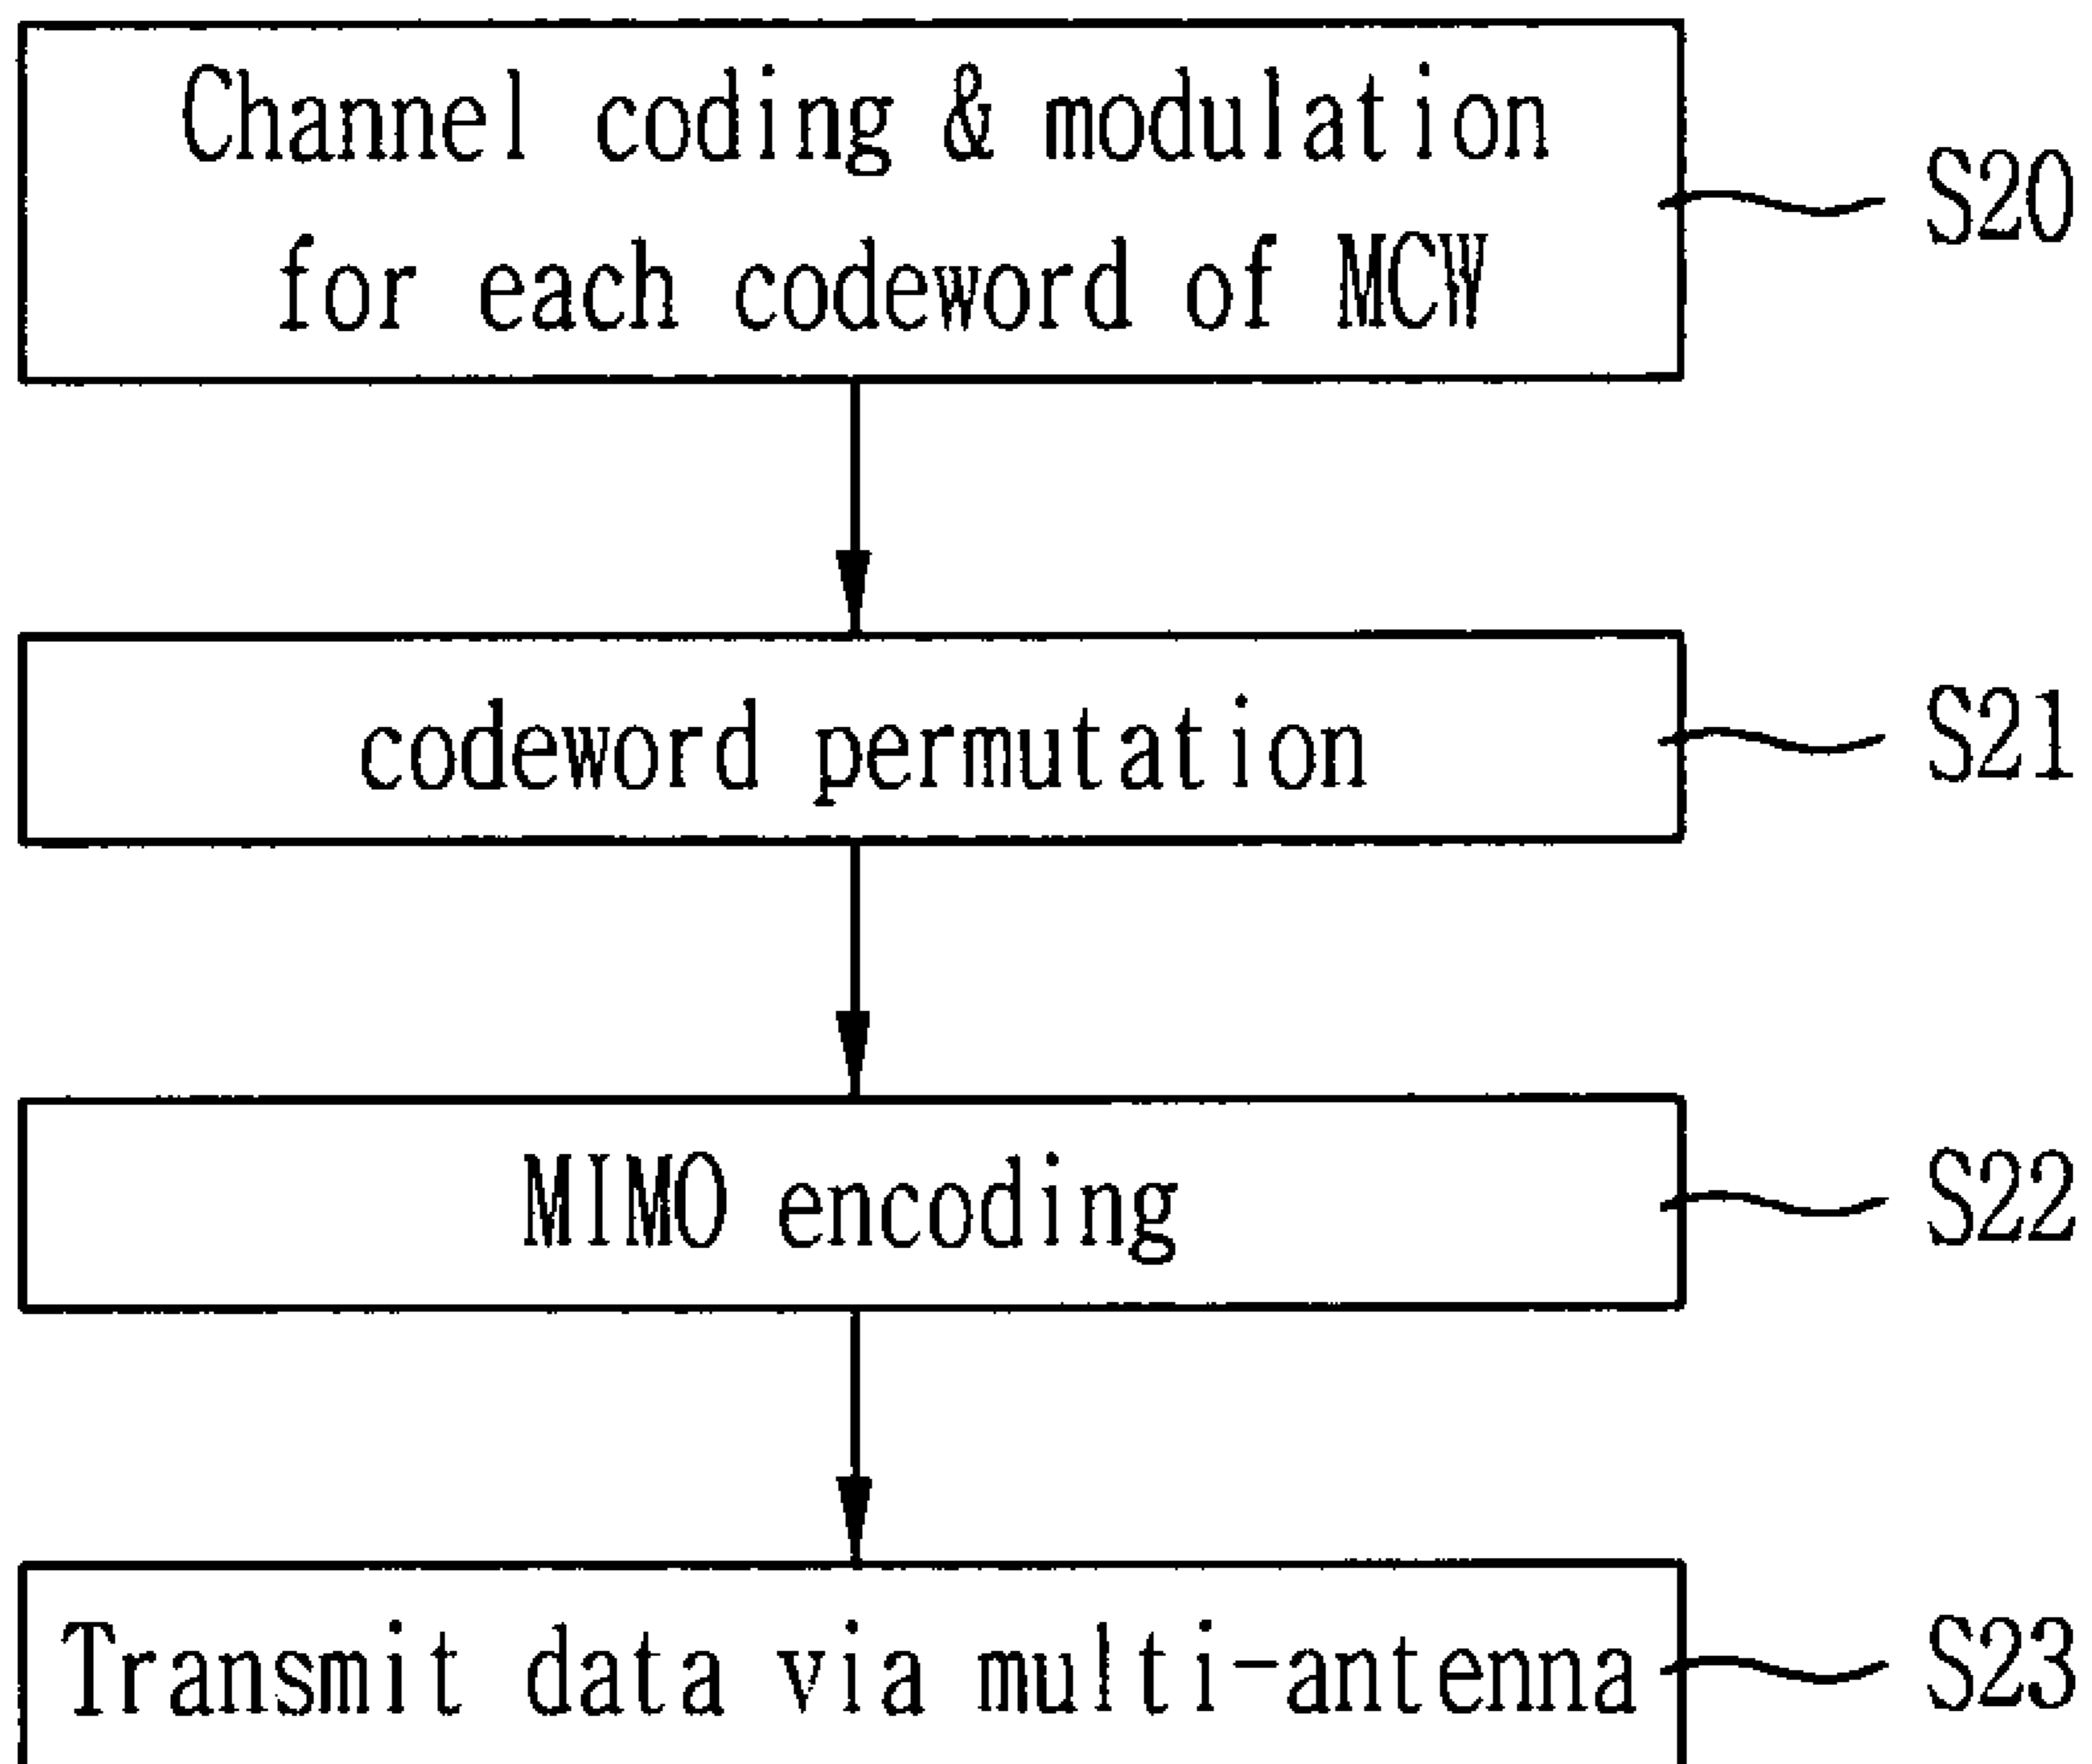 Channel coding & modulation
for each codeword of MCW
S20
codeword permutation
S21
MIMO encoding
S22
Transmit data via multi-antenna
S23